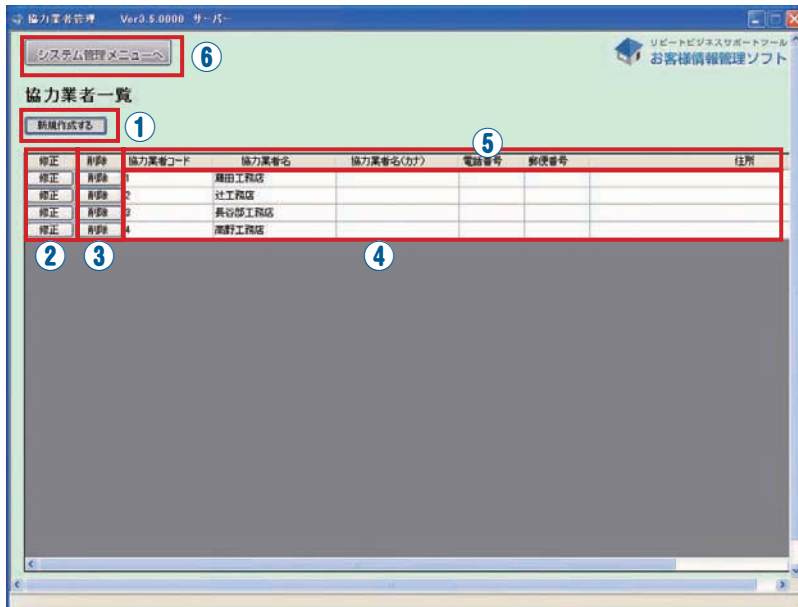 協力業者管理 Ver3.5.0000 サーバー
システム管理メニューへ
⑥
リピートビジネスサポートツール
お客様情報管理ソフト
協力業者一覧
新規作成する
①
⑤
修正 削除 協力業者コード 協力業者名 協力業者名(カナ) 電話番号 郵便番号 住所
修正 削除 1 藤田工務店
修正 削除 2 辻工務店
修正 削除 3 長谷部工務店
修正 削除 4 高野工務店
② ③ ④